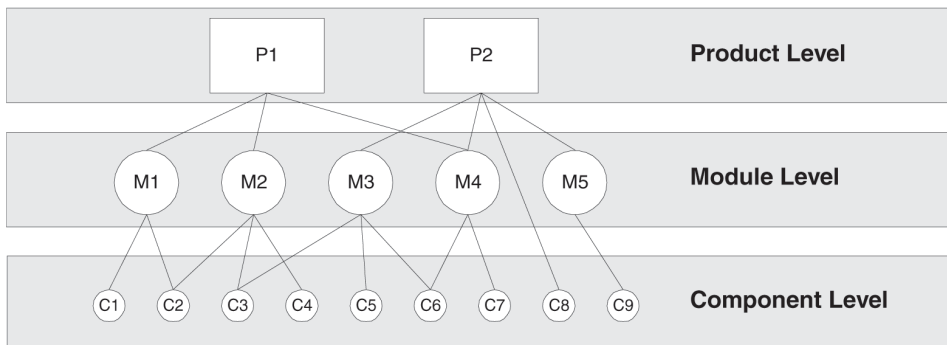 P1 P2 Product Level
M1 M2 M3 M4 M5 Module Level
C1 C2 C3 C4 C5 C6 C7 C8 C9 Component Level